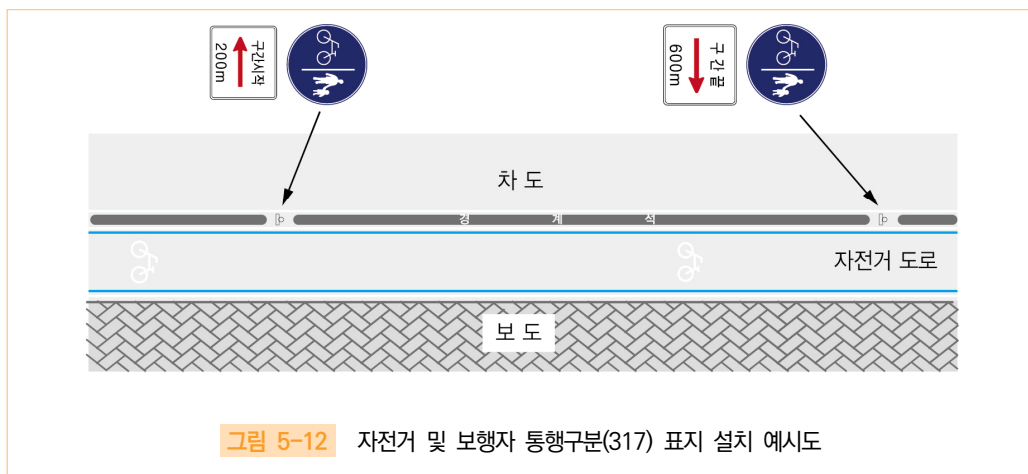 구간시작
200m
구 간 끝
600m
차 도
경 계 석
자전거 도로
보 도
그림 5-12 자전거 및 보행자 통행구분(317) 표지 설치 예시도